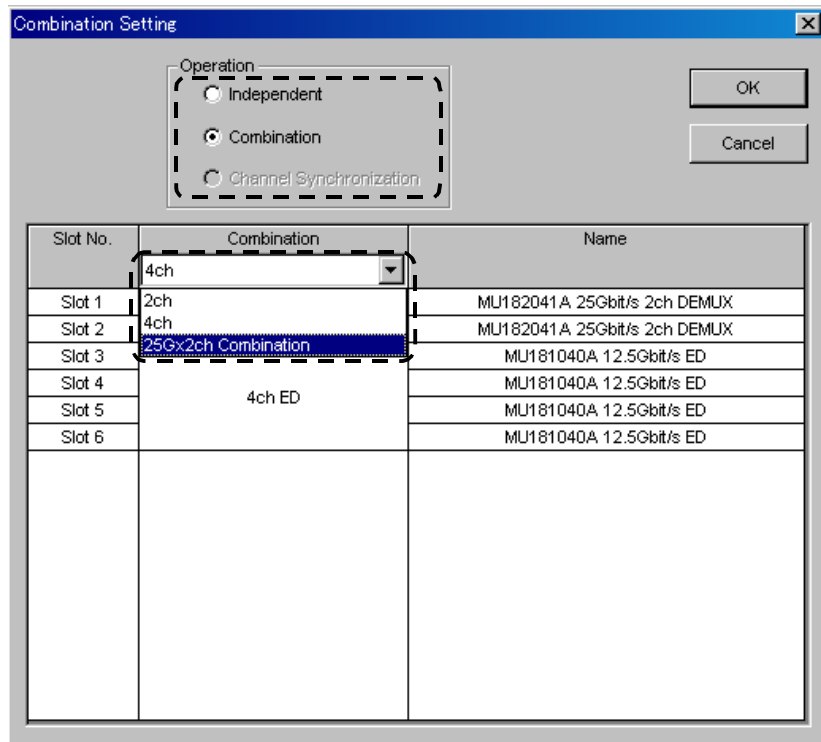 Combination Setting
Operation
Independent
Combination
Channel Synchronization
OK
Cancel
Slot No. Combination Name
4ch
2ch
4ch
25Gx2ch Combination
Slot 1 MU182041A 25Gbit/s 2ch DEMUX
Slot 2 MU182041A 25Gbit/s 2ch DEMUX
Slot 3 MU181040A 12.5Gbit/s ED
Slot 4 MU181040A 12.5Gbit/s ED
4ch ED
Slot 5 MU181040A 12.5Gbit/s ED
Slot 6 MU181040A 12.5Gbit/s ED